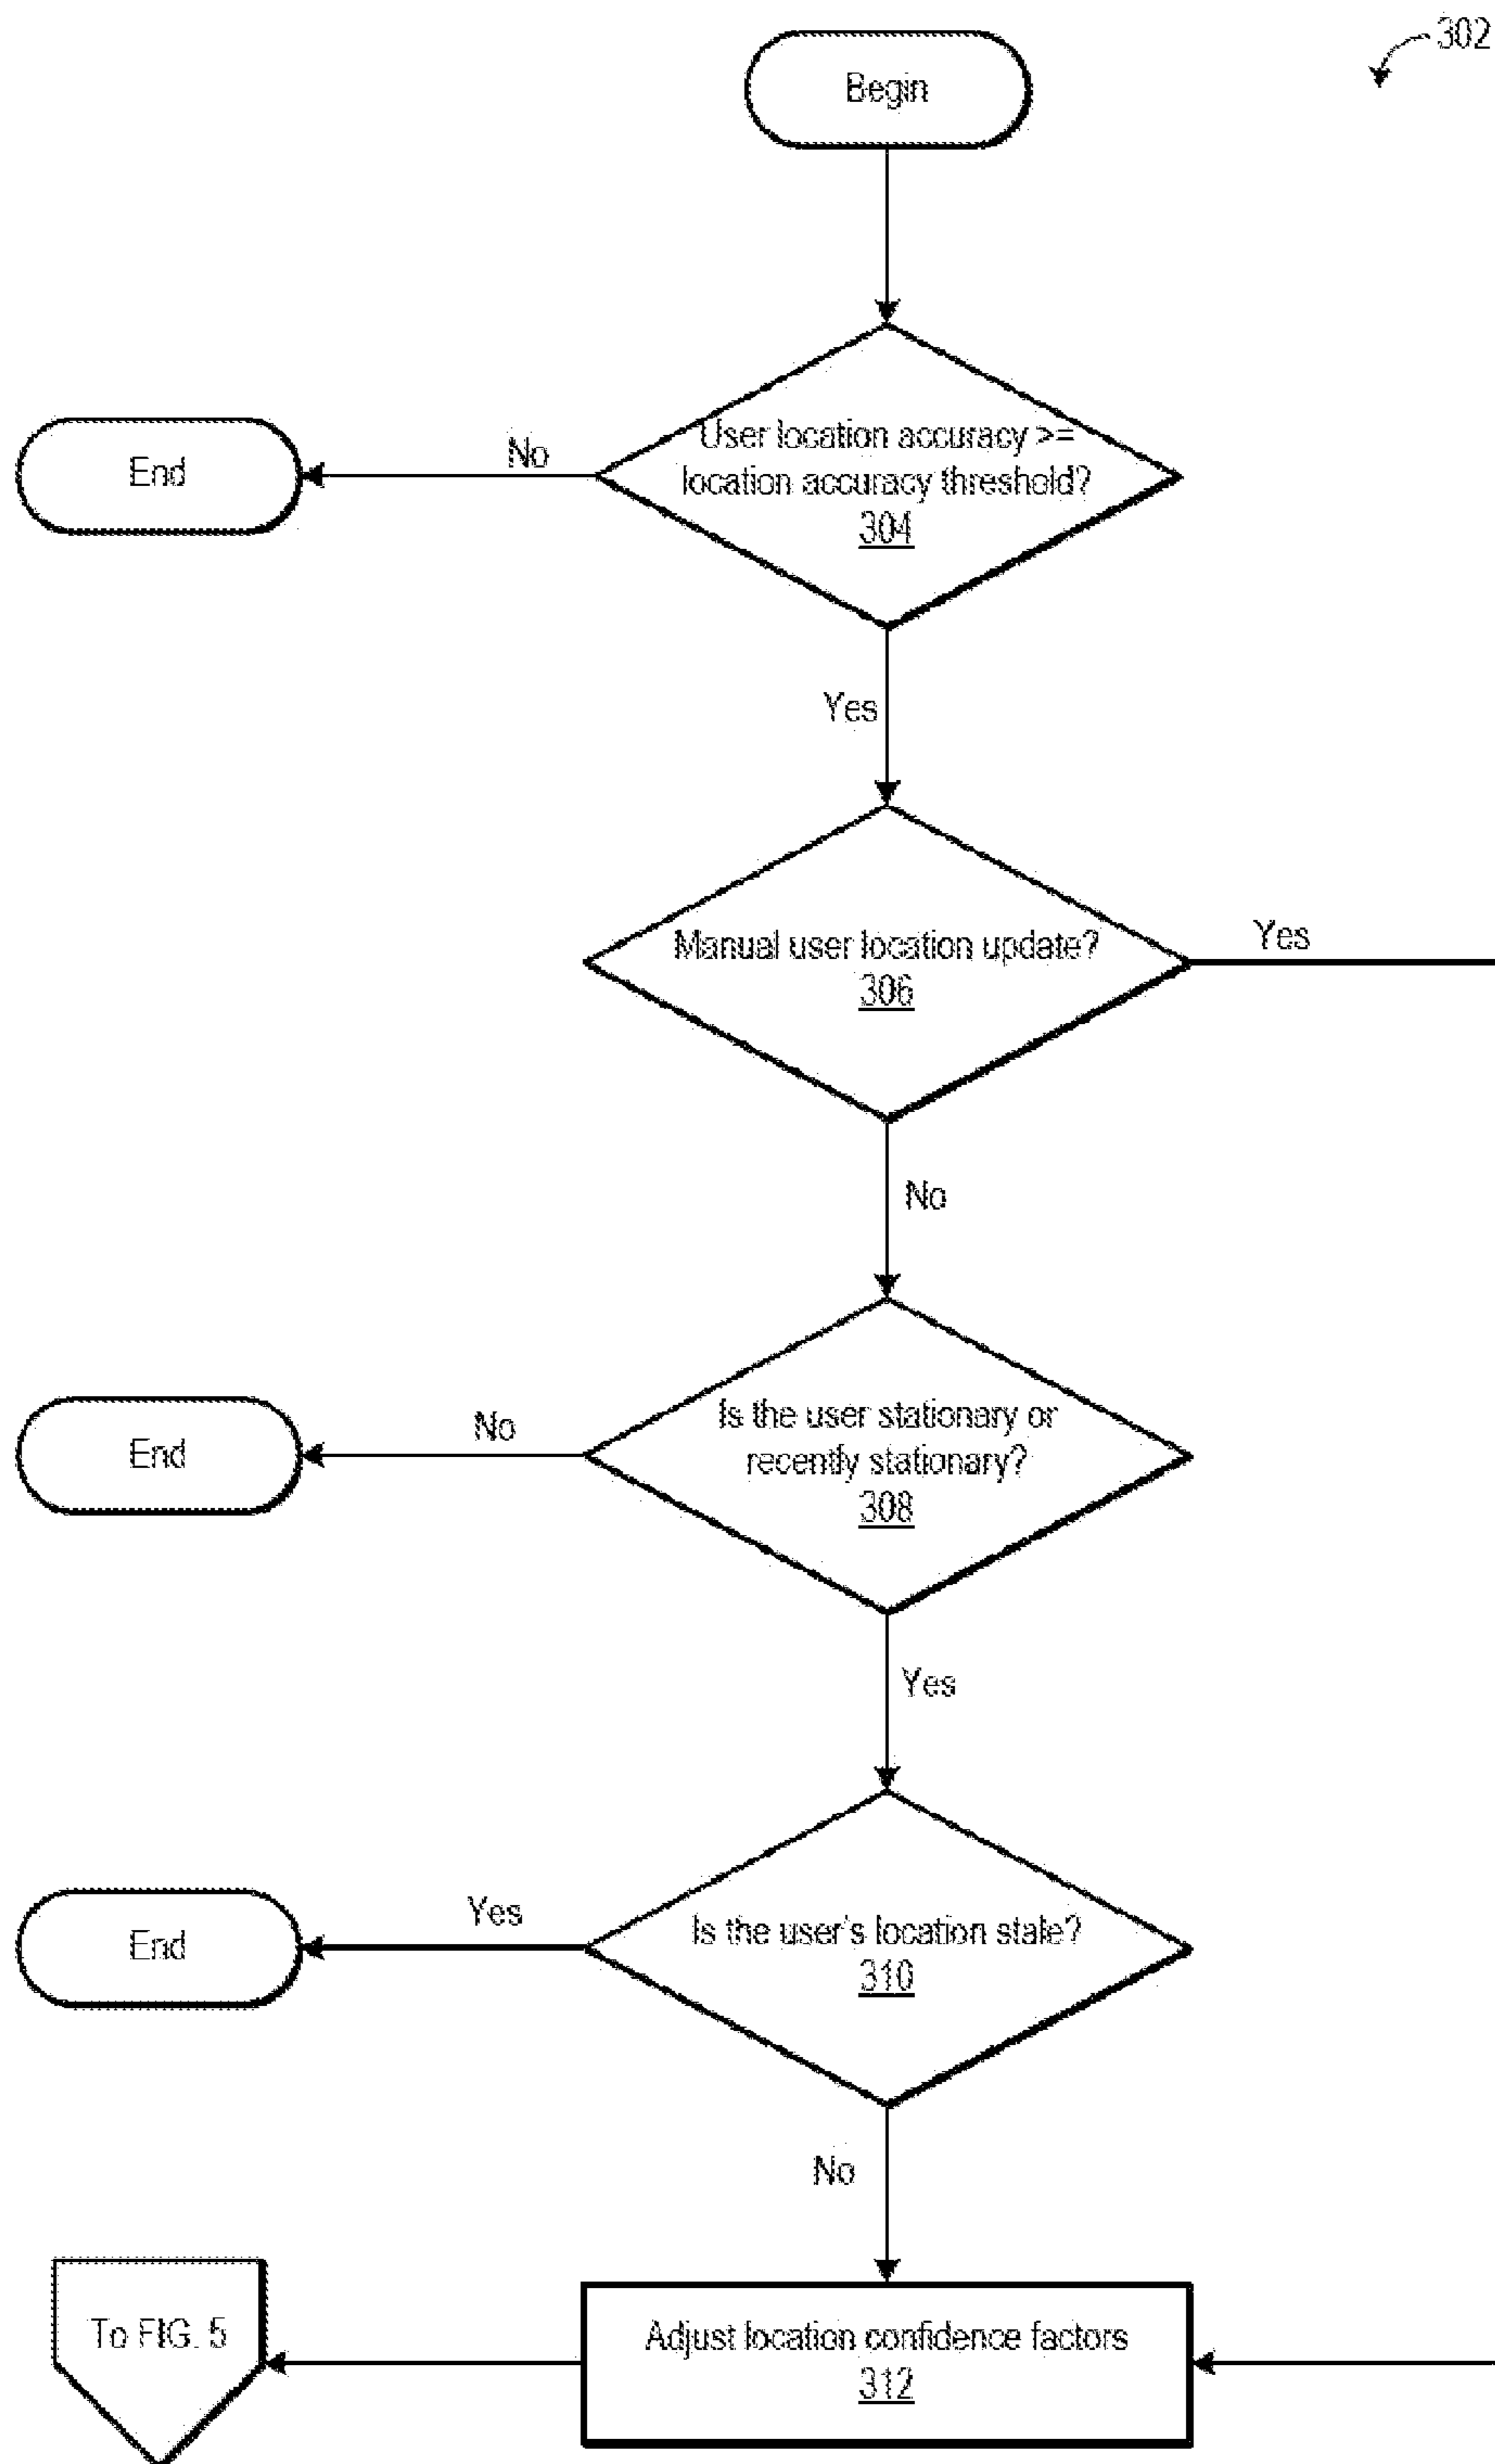 302
Begin
User location accuracy >=
location accuracy threshold?
304
No
End
Yes
Manual user location update?
306
Yes
No
Is the user stationary or
recently stationary?
308
No
End
Yes
Is the user's location stale?
310
Yes
End
No
Adjust location confidence factors
312
To FIG. 5